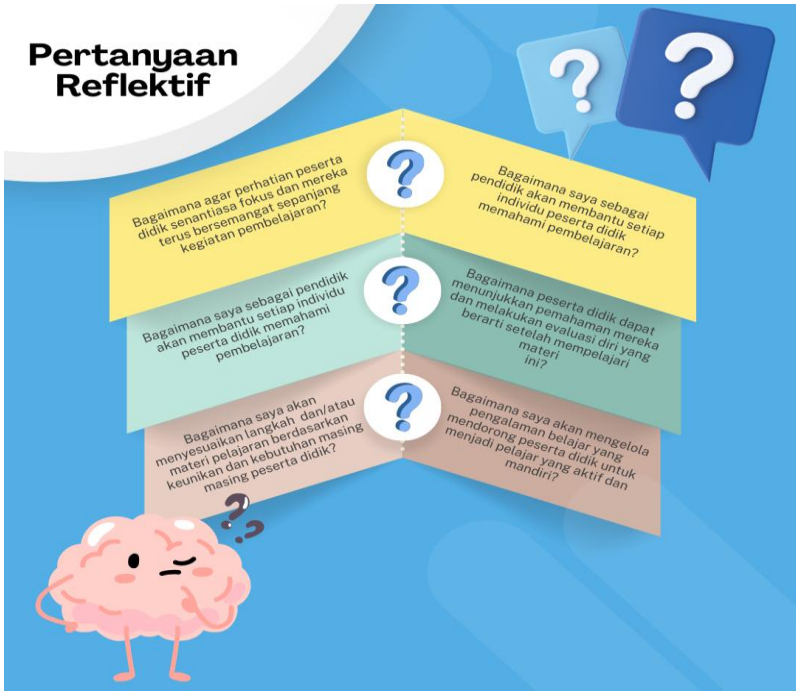 Pertanyaan
Reflektif
Bagaimana agar perhatian peserta
didik senantiasa fokus dan mereka
terus bersemangat sepanjang
kegiatan pembelajaran?
Bagaimana saya sebagai
pendidik akan membantu setiap
individu peserta didik
memahami pembelajaran?
Bagaimana saya sebagai pendidik
akan membantu setiap individu
peserta didik memahami
pembelajaran?
Bagaimana peserta didik dapat
menunjukkan pemahaman mereka
dan melakukan evaluasi diri yang
berarti setelah mempelajari
materi
ini?
Bagaimana saya akan
menyesuaikan langkah dan/atau
materi pelajaran berdasarkan
keunikan dan kebutuhan masing
masing peserta didik?
Bagaimana saya akan mengelola
pengalaman belajar yang
mendorong peserta didik untuk
menjadi pelajar yang aktif dan
mandiri?